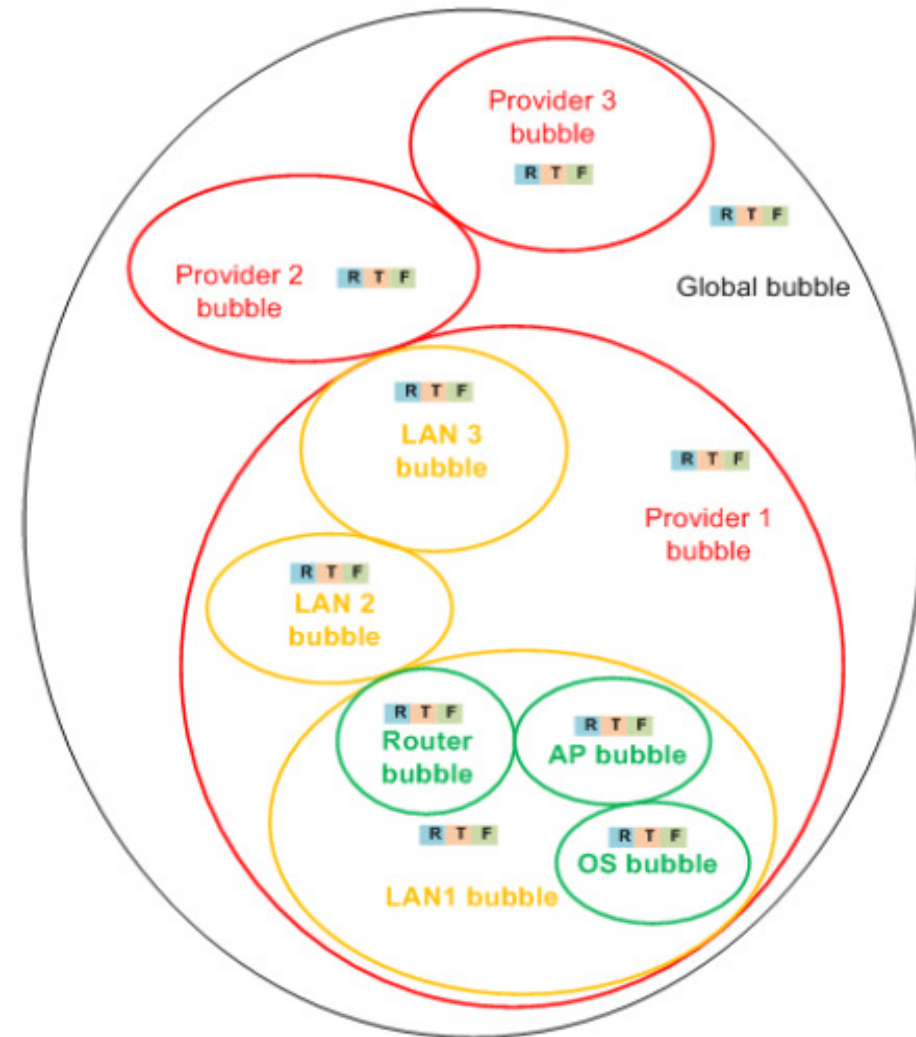 Provider 3
bubble
R T F
R T F
Global bubble
Provider 2
bubble
R T F
R T F
LAN 3
bubble
R T F
Provider 1
bubble
R T F
LAN 2
bubble
R T F
Router
bubble
R T F
AP bubble
R T F
LAN1 bubble
R T F
OS bubble